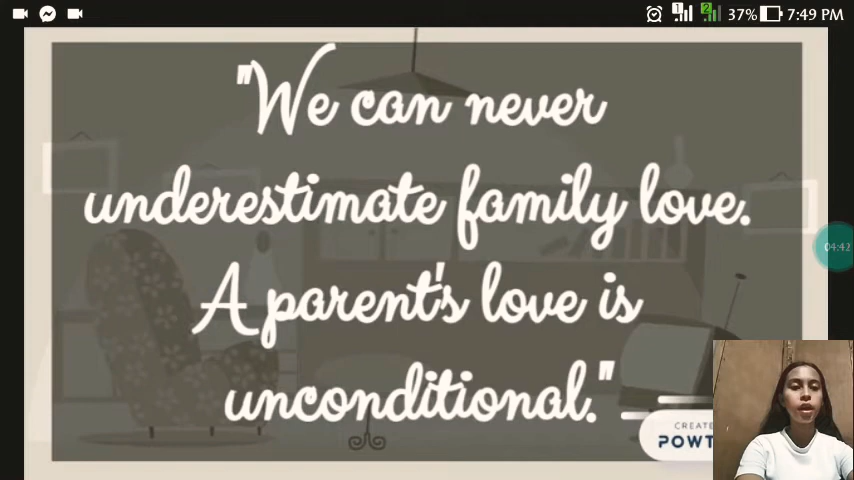 37% 7:49 PM
"We can never
underestimate family love.
A parent's love is
unconditional."
04:42
CREATE
POWT